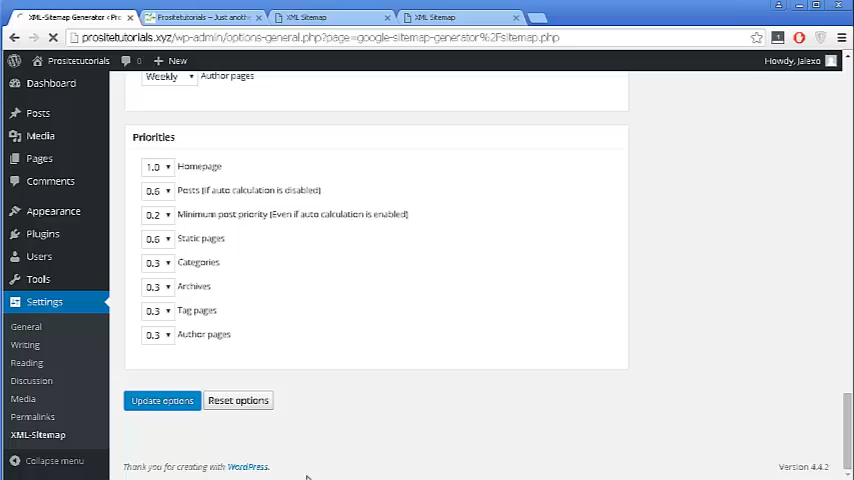 XML-Sitemap Generator ‹ Pro
Prositetutorials – Just anoth
XML Sitemap
XML Sitemap
prositetutorials.xyz/wp-admin/options-general.php?page=google-sitemap-generator%2Fsitemap.php
Prositetutorials
0
New
Howdy, Jalexo
Dashboard
Posts
Media
Pages
Comments
Appearance
Plugins
Users
Tools
Settings
General
Writing
Reading
Discussion
Media
Permalinks
XML-Sitemap
Collapse menu
Weekly Author pages
Priorities
1.0 Homepage
0.6 Posts (If auto calculation is disabled)
0.2 Minimum post priority (Even if auto calculation is enabled)
0.6 Static pages
0.3 Categories
0.3 Archives
0.3 Tag pages
0.3 Author pages
Update options Reset options
Thank you for creating with WordPress.
Version 4.4.2